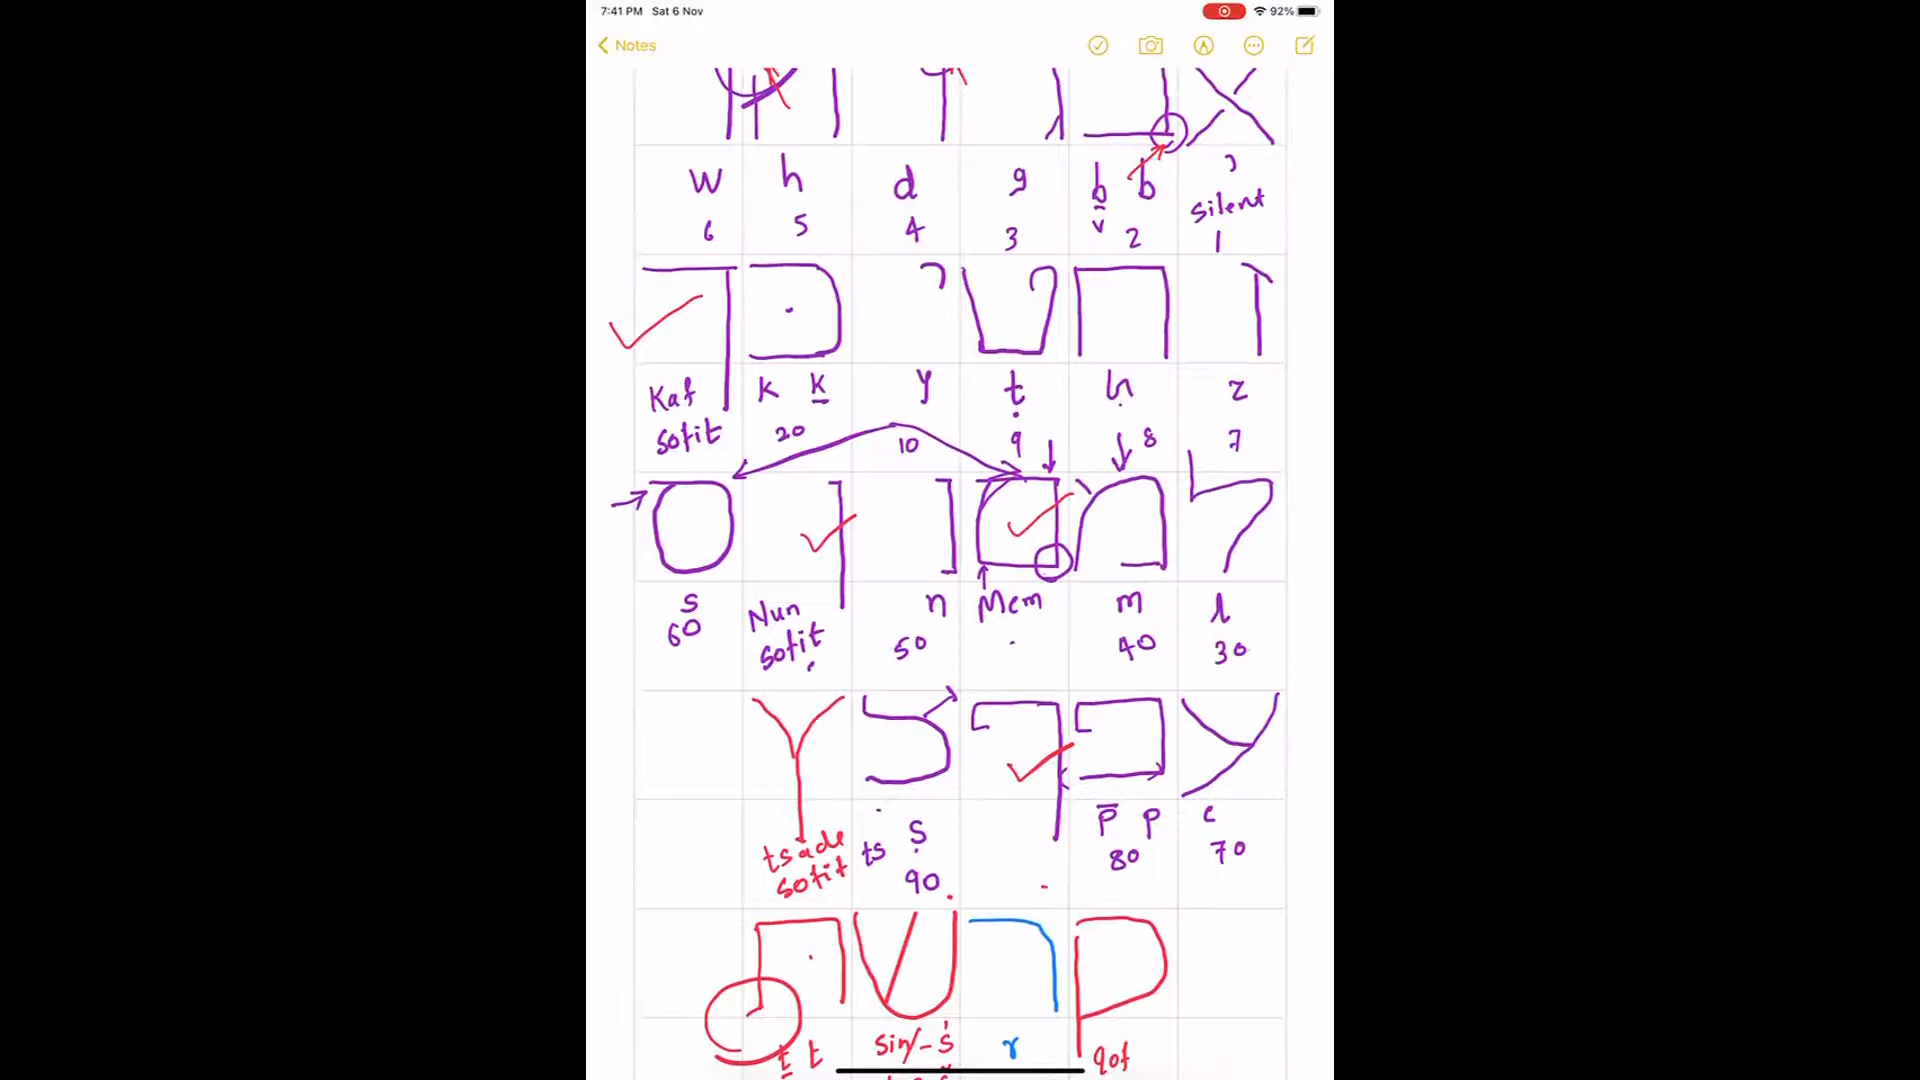 7:41 PM Sat 6 Nov 92%
Notes
ו ה ד ג ב א
w h d g b b ʾ
v silent
6 5 4 3 2 1
ך כּ י ט ח ז
Kaf sofit k k y ṭ ḥ z
20 10 9 8 7
ס ן נ ם מ ל
s Nun sofit n Mem m l
60 50 40 30
ץ צ ף פ ע
tsade sofit ts ṣ p̄ p c
90 80 70
תּ ש ר ק
t t sin/- ś r qof